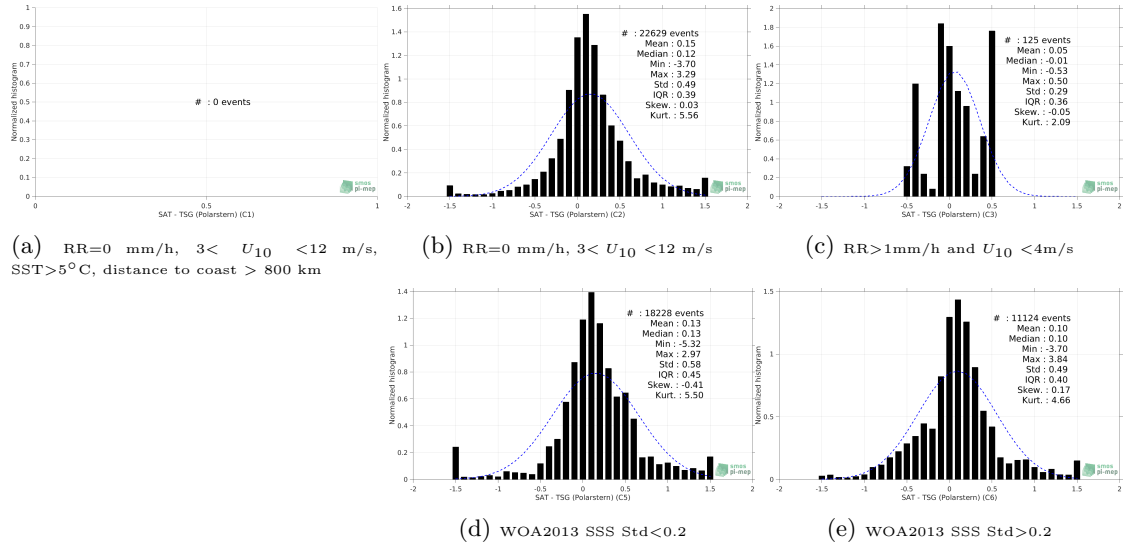 Normalized histogram
1
0.9
0.8
0.7
0.6
0.5
0.4
0.3
0.2
0.1
0
# : 0 events
smos
pi-mep
0 0.5 1
SAT - TSG (Polarstern) (C1)
(a) RR=0 mm/h, 3< U10 <12 m/s,
SST>5°C, distance to coast > 800 km
Normalized histogram
1.6
1.4
1.2
1
0.8
0.6
0.4
0.2
0
# : 22629 events
Mean : 0.15
Median : 0.12
Min : -3.70
Max : 3.29
Std : 0.49
IQR : 0.39
Skew. : 0.03
Kurt. : 5.56
smos
pi-mep
-2 -1.5 -1 -0.5 0 0.5 1 1.5 2
SAT - TSG (Polarstern) (C2)
(b) RR=0 mm/h, 3< U10 <12 m/s
Normalized histogram
2
1.8
1.6
1.4
1.2
1
0.8
0.6
0.4
0.2
0
# : 125 events
Mean : 0.05
Median : -0.01
Min : -0.53
Max : 0.50
Std : 0.29
IQR : 0.36
Skew. : -0.05
Kurt. : 2.09
smos
pi-mep
-2 -1.5 -1 -0.5 0 0.5 1 1.5 2
SAT - TSG (Polarstern) (C3)
(c) RR>1mm/h and U10 <4m/s
Normalized histogram
1.4
1.2
1
0.8
0.6
0.4
0.2
0
# : 18228 events
Mean : 0.13
Median : 0.13
Min : -5.32
Max : 2.97
Std : 0.58
IQR : 0.45
Skew. : -0.41
Kurt. : 5.50
smos
pi-mep
-2 -1.5 -1 -0.5 0 0.5 1 1.5 2
SAT - TSG (Polarstern) (C5)
(d) WOA2013 SSS Std<0.2
Normalized histogram
1.5
1
0.5
0
# : 11124 events
Mean : 0.10
Median : 0.10
Min : -3.70
Max : 3.84
Std : 0.49
IQR : 0.40
Skew. : 0.17
Kurt. : 4.66
smos
pi-mep
-2 -1.5 -1 -0.5 0 0.5 1 1.5 2
SAT - TSG (Polarstern) (C6)
(e) WOA2013 SSS Std>0.2